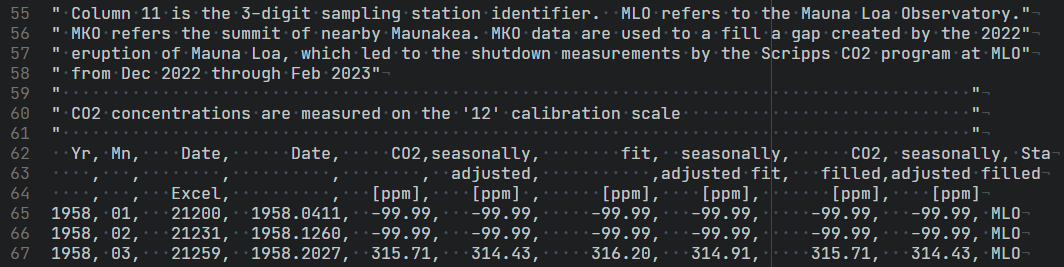 55 " Column 11 is the 3-digit sampling station identifier.  MLO refers to the Mauna Loa Observatory."
56 " MKO refers the summit of nearby Maunakea. MKO data are used to a fill a gap created by the 2022"
57 " eruption of Mauna Loa, which led to the shutdown measurements by the Scripps CO2 program at MLO"
58 " from Dec 2022 through Feb 2023"
59 " "
60 " CO2 concentrations are measured on the '12' calibration scale "
61 " "
62   Yr, Mn,    Date,      Date,     CO2,seasonally,        fit,  seasonally,      CO2, seasonally, Sta
63     ,   ,        ,          ,        ,  adjusted,           ,adjusted fit,   filled,adjusted filled
64     ,   ,   Excel,          ,   [ppm],    [ppm] ,      [ppm],     [ppm],       [ppm],     [ppm]
65 1958, 01,   21200,  1958.0411,  -99.99,   -99.99,     -99.99,   -99.99,     -99.99,   -99.99, MLO
66 1958, 02,   21231,  1958.1260,  -99.99,   -99.99,     -99.99,   -99.99,     -99.99,   -99.99, MLO
67 1958, 03,   21259,  1958.2027,  315.71,   314.43,     316.20,   314.91,     315.71,   314.43, MLO